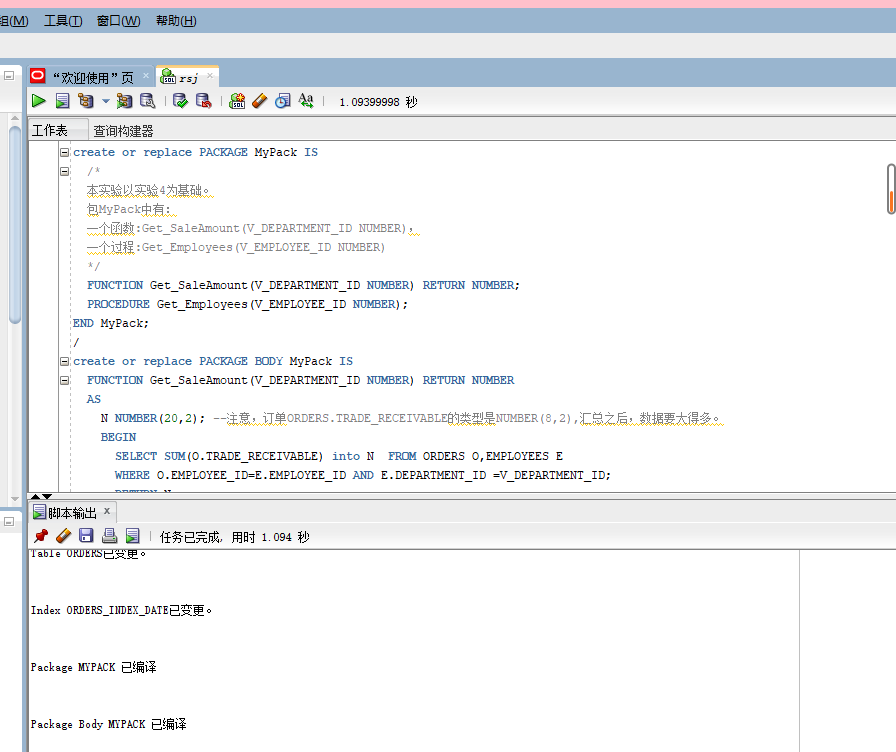 组(M) 工具(T) 窗口(W) 帮助(H)
“欢迎使用”页 × rsj ×
1.09399998 秒
工作表 查询构建器
create or replace PACKAGE MyPack IS
/*
本实验以实验4为基础。
包MyPack中有:
一个函数:Get_SaleAmount(V_DEPARTMENT_ID NUMBER),
一个过程:Get_Employees(V_EMPLOYEE_ID NUMBER)
*/
FUNCTION Get_SaleAmount(V_DEPARTMENT_ID NUMBER) RETURN NUMBER;
PROCEDURE Get_Employees(V_EMPLOYEE_ID NUMBER);
END MyPack;
/
create or replace PACKAGE BODY MyPack IS
FUNCTION Get_SaleAmount(V_DEPARTMENT_ID NUMBER) RETURN NUMBER
AS
N NUMBER(20,2); --注意,订单ORDERS.TRADE_RECEIVABLE的类型是NUMBER(8,2),汇总之后,数据要大得多。
BEGIN
SELECT SUM(O.TRADE_RECEIVABLE) into N FROM ORDERS O,EMPLOYEES E
WHERE O.EMPLOYEE_ID=E.EMPLOYEE_ID AND E.DEPARTMENT_ID =V_DEPARTMENT_ID;
RETURN N
脚本输出 ×
任务已完成, 用时 1.094 秒
Table ORDERS已变更。
Index ORDERS_INDEX_DATE已变更。
Package MYPACK 已编译
Package Body MYPACK 已编译